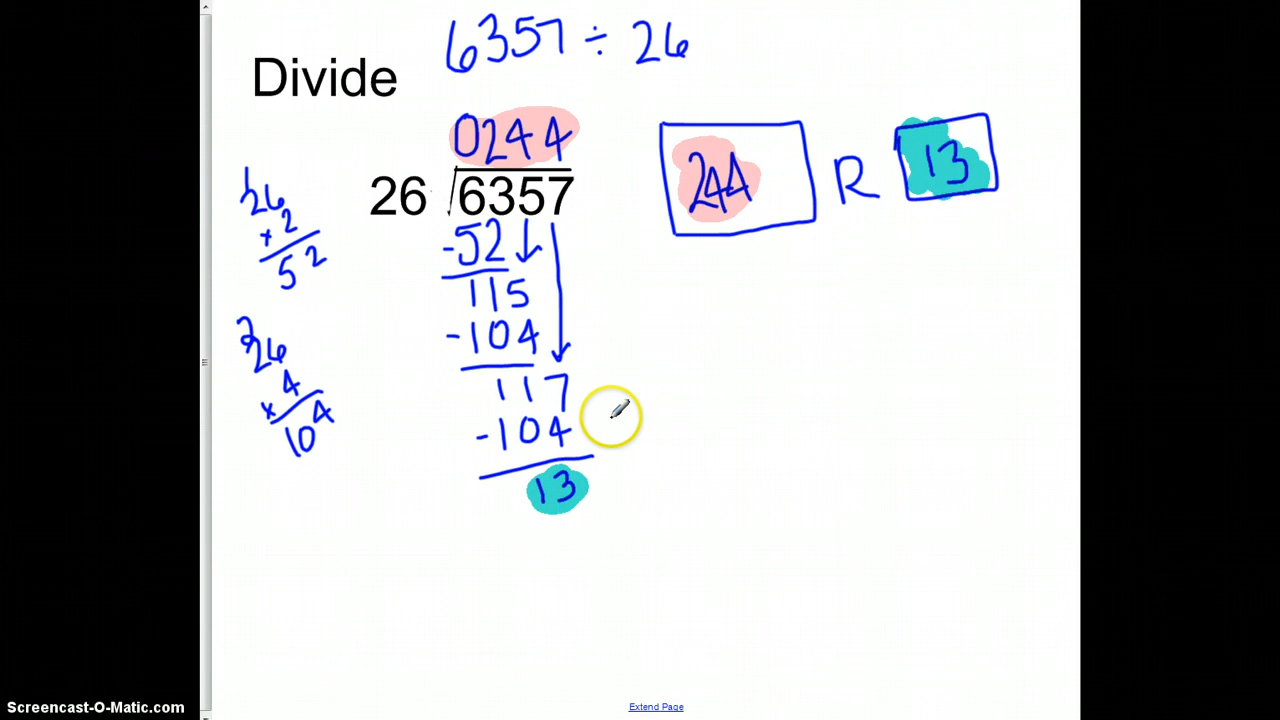 6357 ÷ 26
Divide
0244
26 6357
-52
115
-104
117
-104
13
26
x 2
52
2
26
x 4
104
244 R 13
Extend Page
Screencast-O-Matic.com